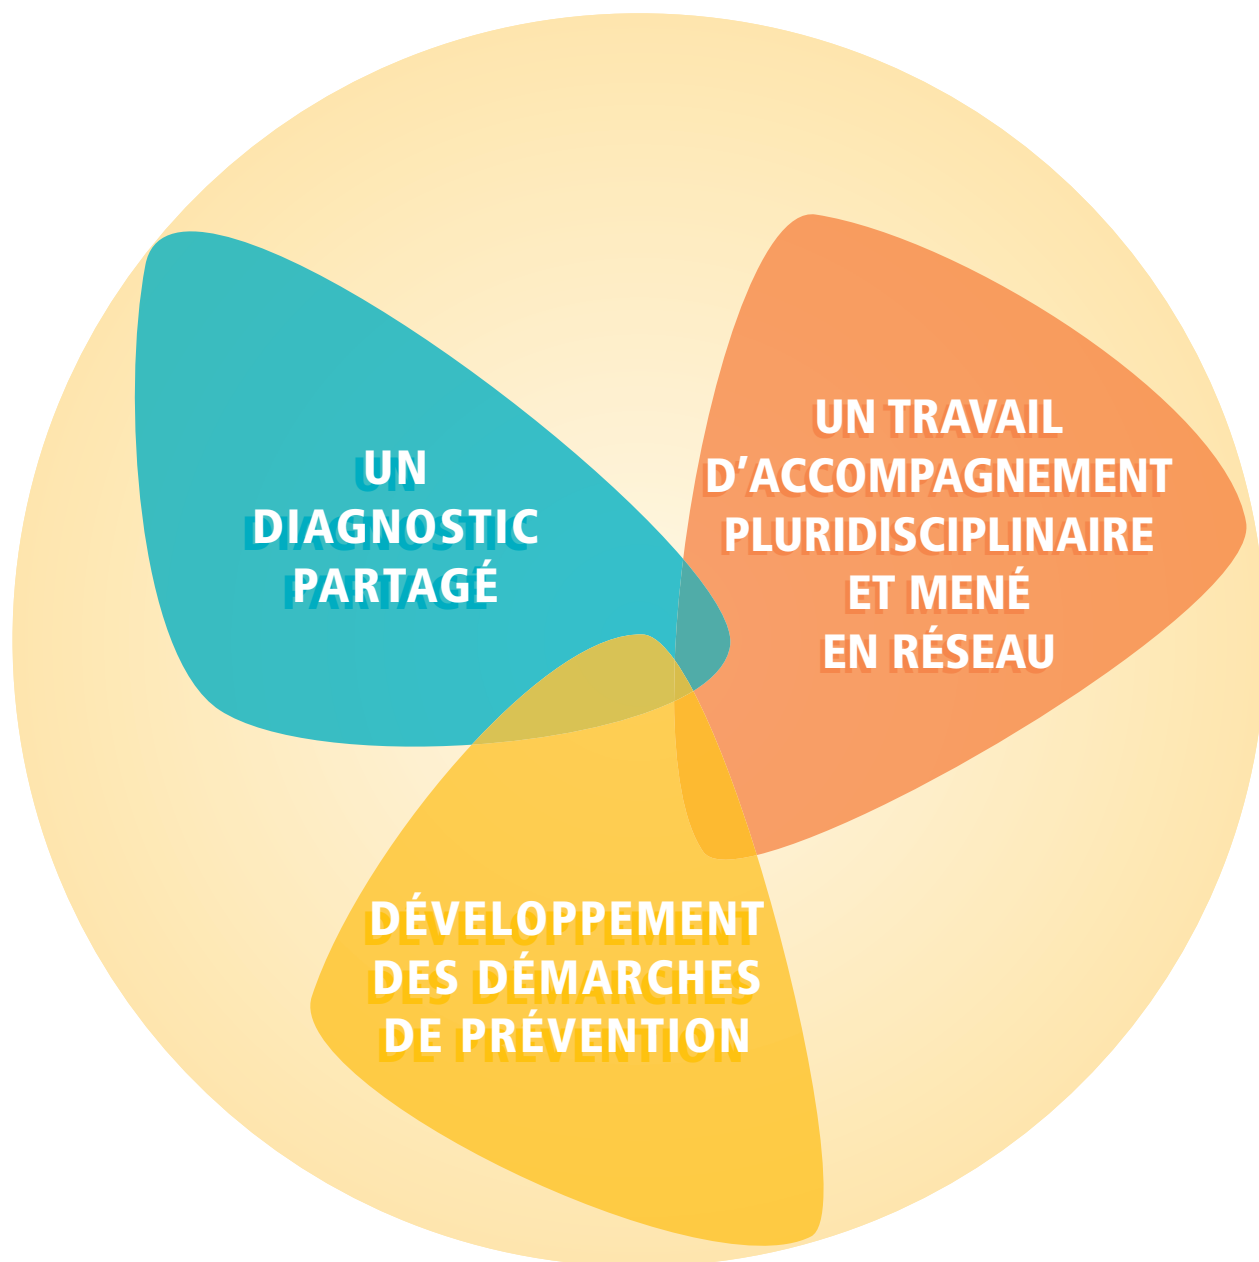 UN
DIAGNOSTIC
PARTAGÉ
UN TRAVAIL
D’ACCOMPAGNEMENT
PLURIDISCIPLINAIRE
ET MENÉ
EN RÉSEAU
DÉVELOPPEMENT
DES DÉMARCHES
DE PRÉVENTION